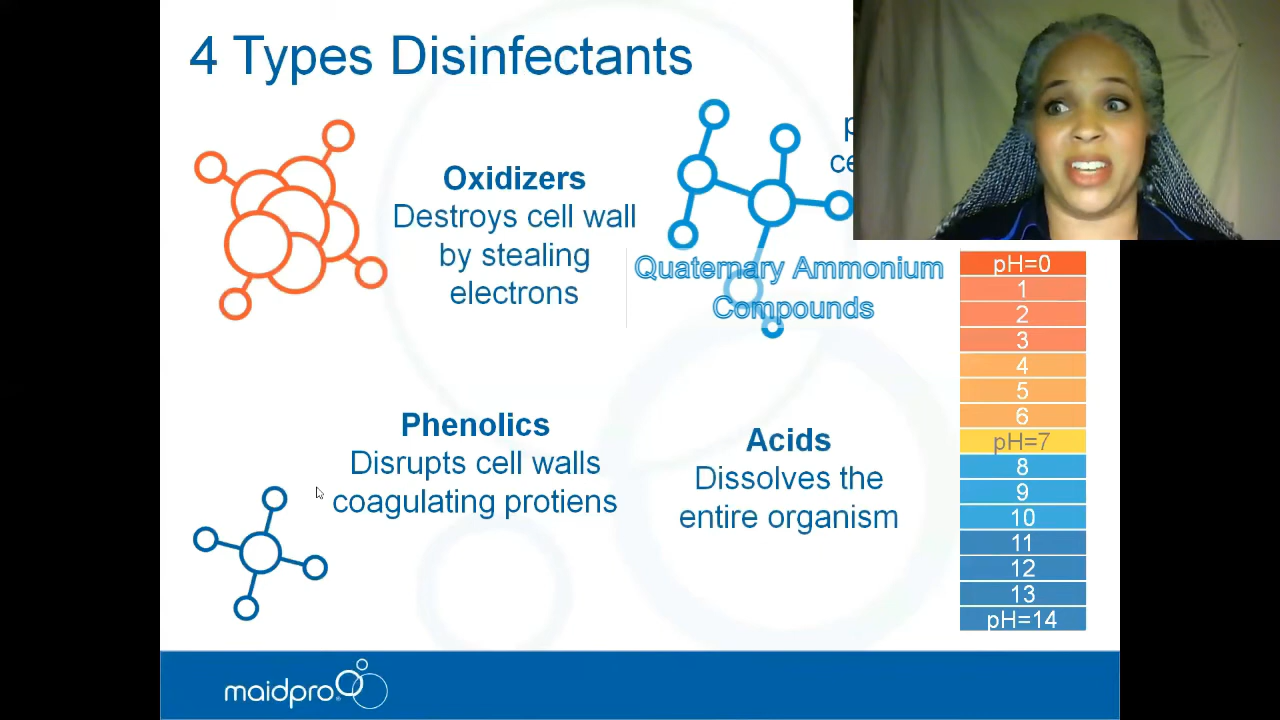 4 Types Disinfectants
Oxidizers
Destroys cell wall
by stealing
electrons
Quaternary Ammonium
Compounds
Phenolics
Disrupts cell walls
coagulating protiens
Acids
Dissolves the
entire organism
pH=0
1
2
3
4
5
6
pH=7
8
9
10
11
12
13
pH=14
maidpro